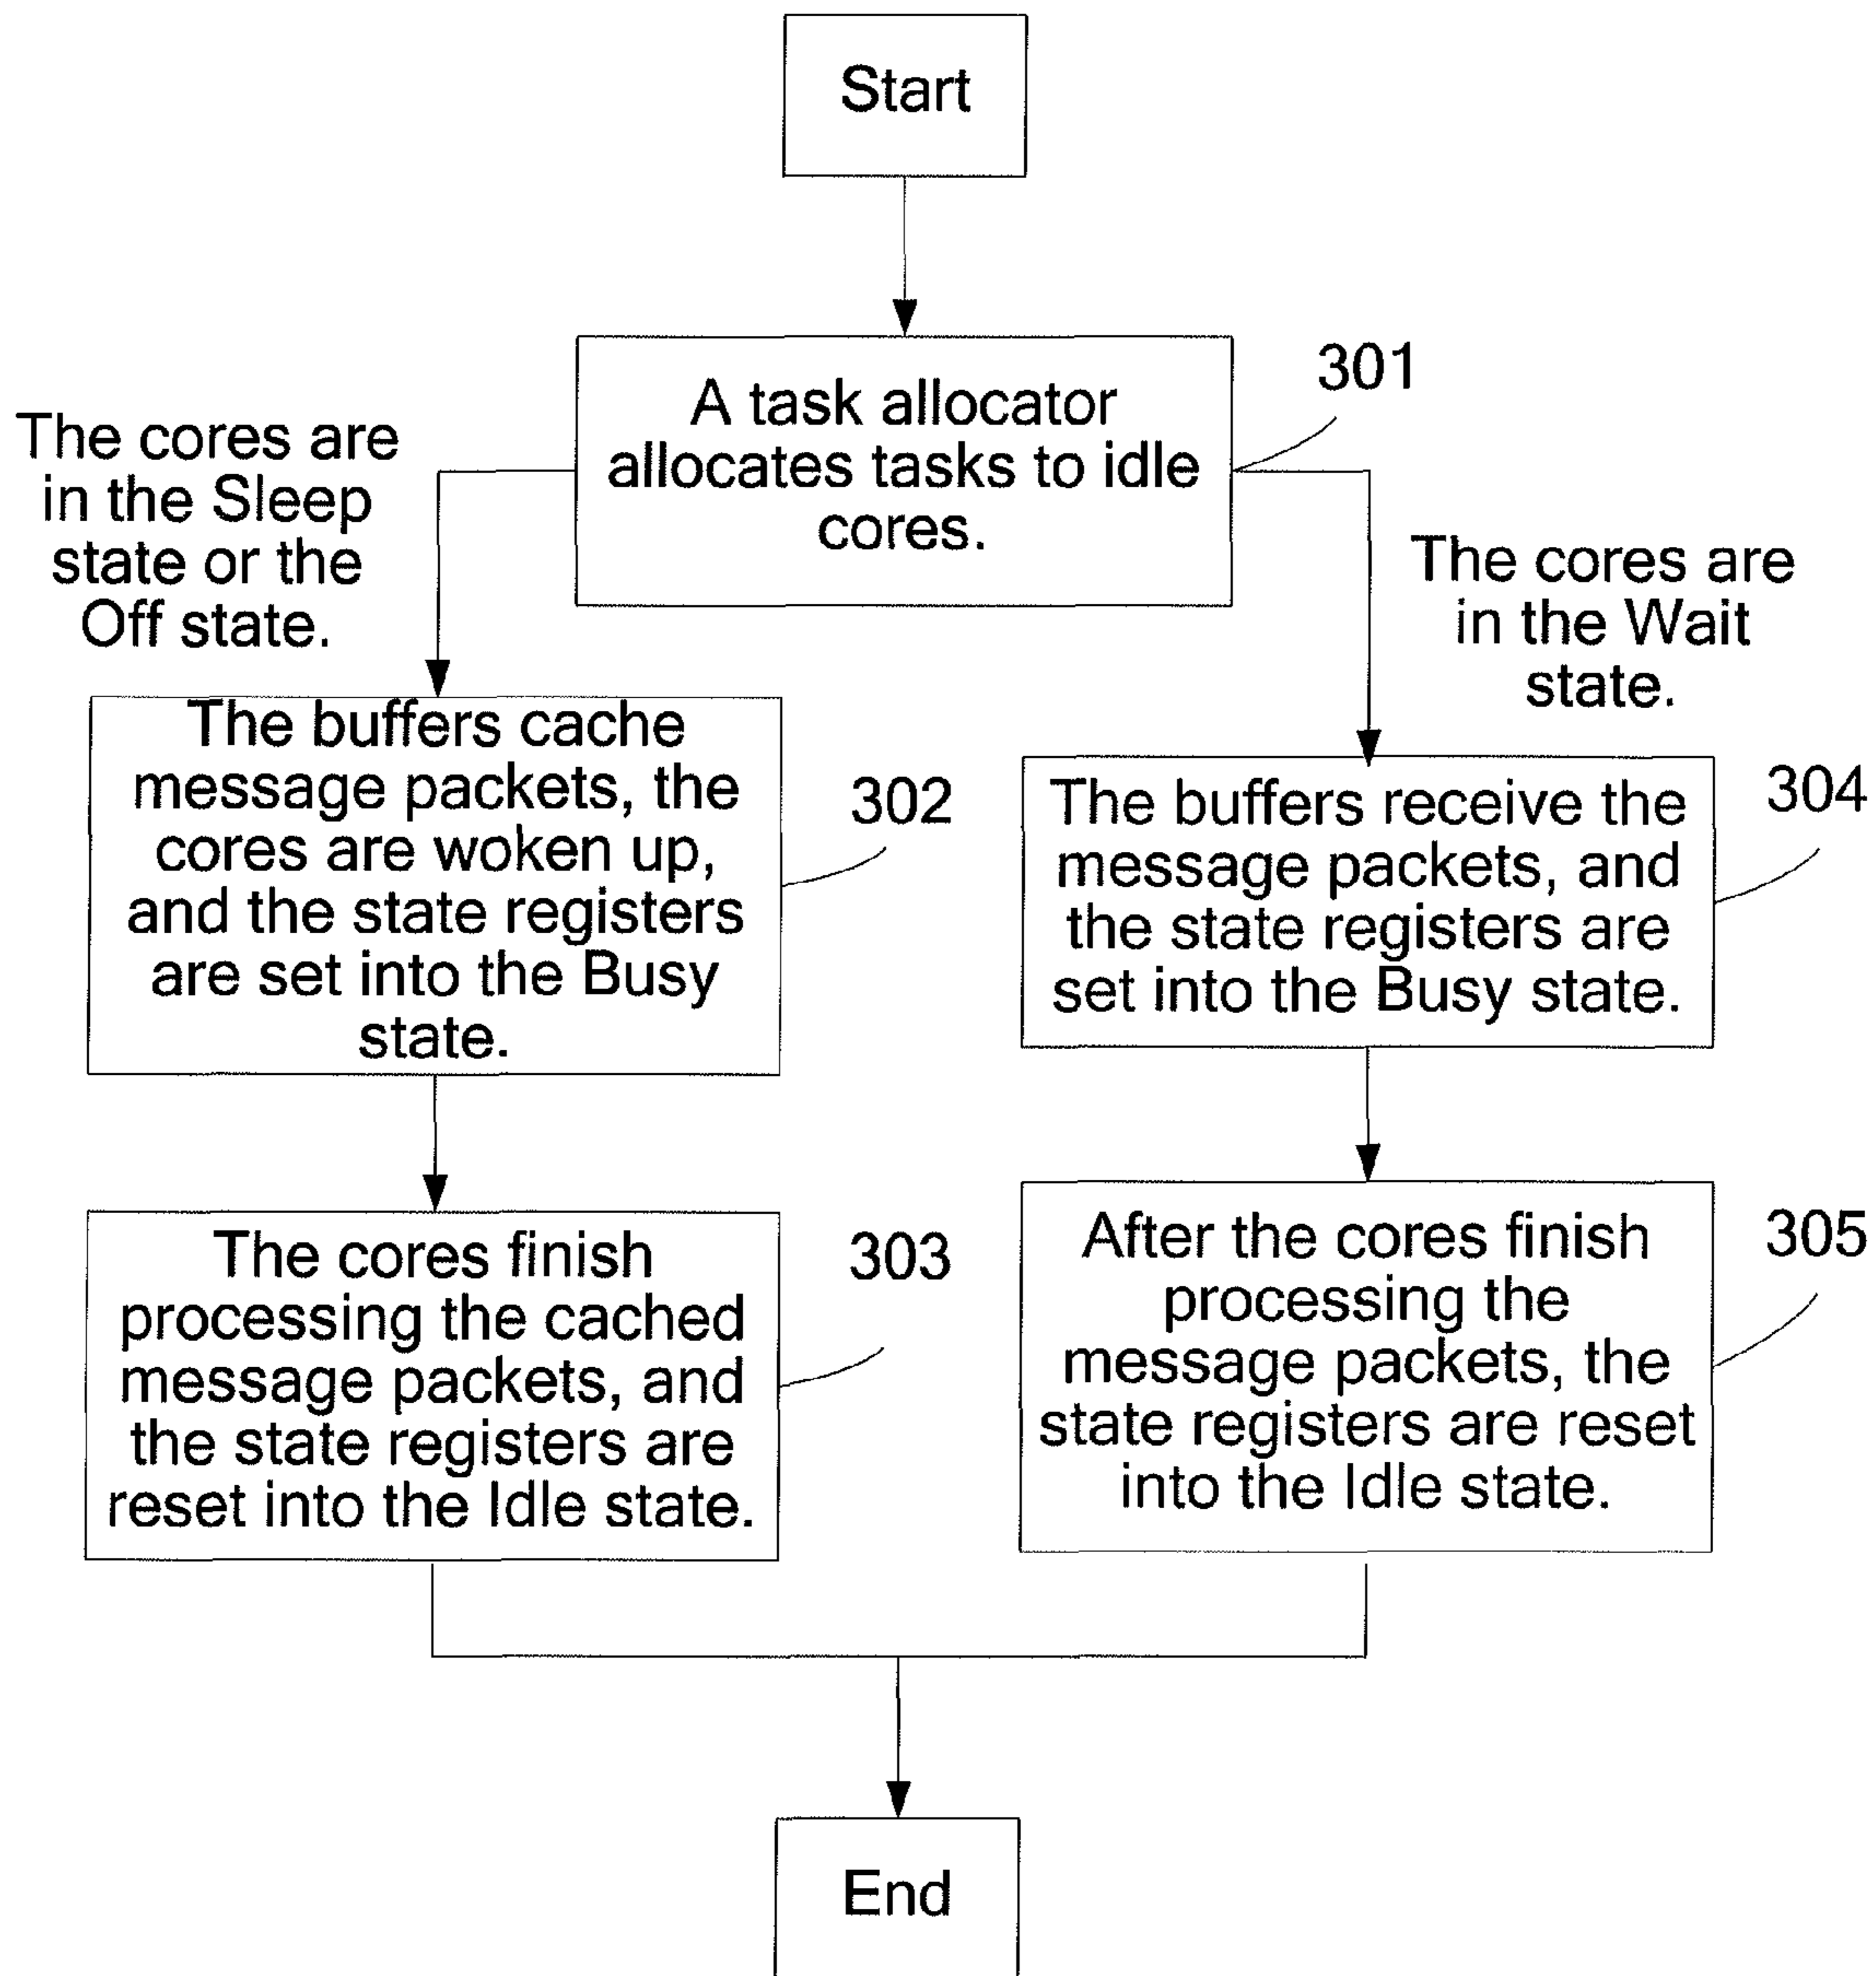 Start
A task allocator
allocates tasks to idle
cores.
301
The cores are
in the Sleep
state or the
Off state.
The cores are
in the Wait
state.
The buffers cache
message packets, the
cores are woken up,
and the state registers
are set into the Busy
state.
302
The buffers receive the
message packets, and
the state registers are
set into the Busy state.
304
The cores finish
processing the cached
message packets, and
the state registers are
reset into the Idle state.
303
After the cores finish
processing the
message packets, the
state registers are reset
into the Idle state.
305
End